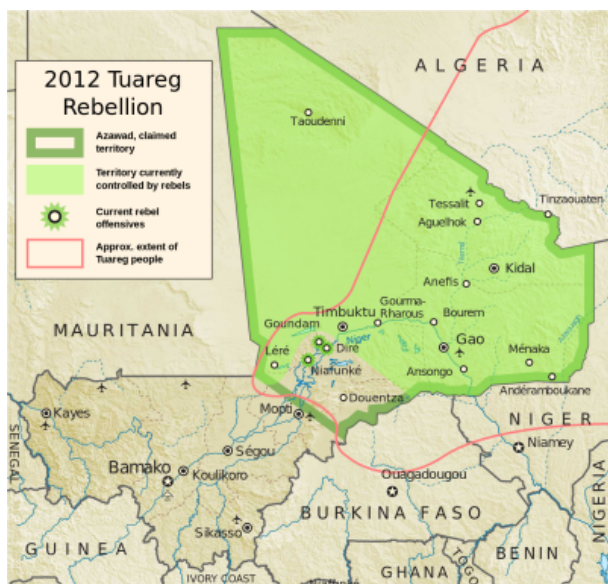 2012 Tuareg
Rebellion
Azawad, claimed
territory
Territory currently
controlled by rebels
Current rebel
offensives
Approx. extent of
Tuareg people
ALGERIA
Taoudenni
Tessalit
Tinzaouaten
Aguelhok
Kidal
Anefis
MAURITANIA
Timbuktu
Gourma-
Rharous
Bourem
Goundam
Niger
Diré
Gao
Léré
Niafunké
Ansongo
Ménaka
Andéramboukane
Douentza
Kayes
Mopti
NIGER
SENEGAL
Ségou
Niamey
Bamako
Koulikoro
Ouagadougou
Sikasso
BURKINA FASO
NIGERIA
GUINEA
BENIN
IVORY COAST
GHANA
TOGO